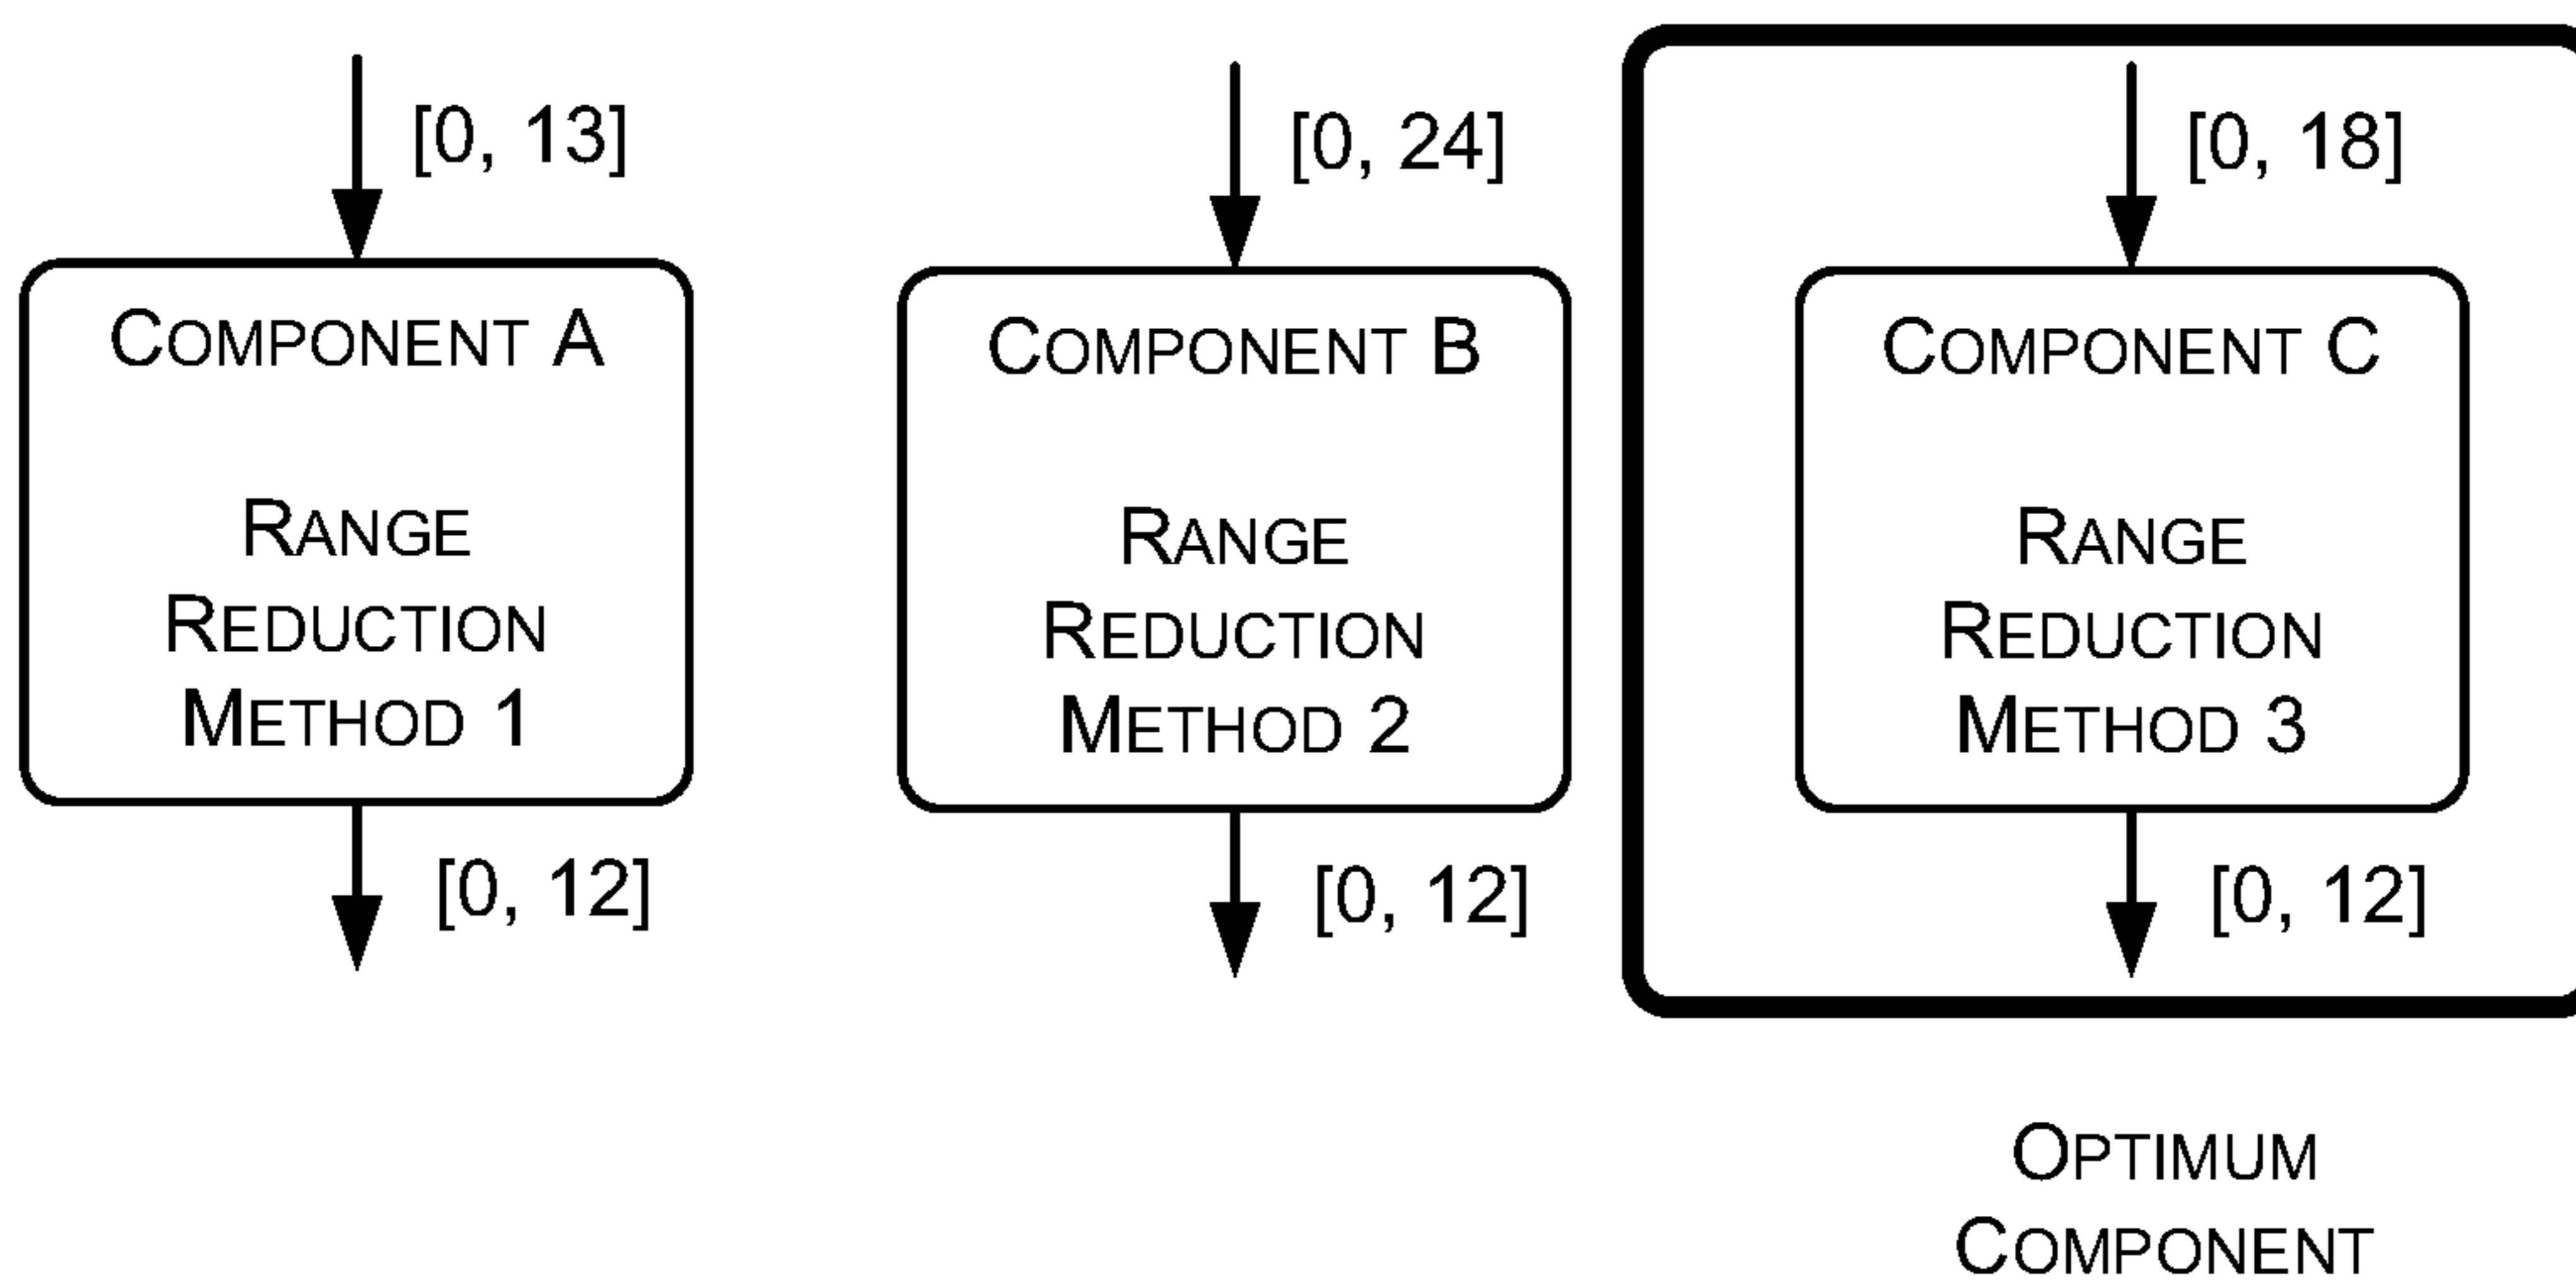 [0, 13]
COMPONENT A
RANGE
REDUCTION
METHOD 1
[0, 12]
[0, 24]
COMPONENT B
RANGE
REDUCTION
METHOD 2
[0, 12]
[0, 18]
COMPONENT C
RANGE
REDUCTION
METHOD 3
[0, 12]
OPTIMUM
COMPONENT